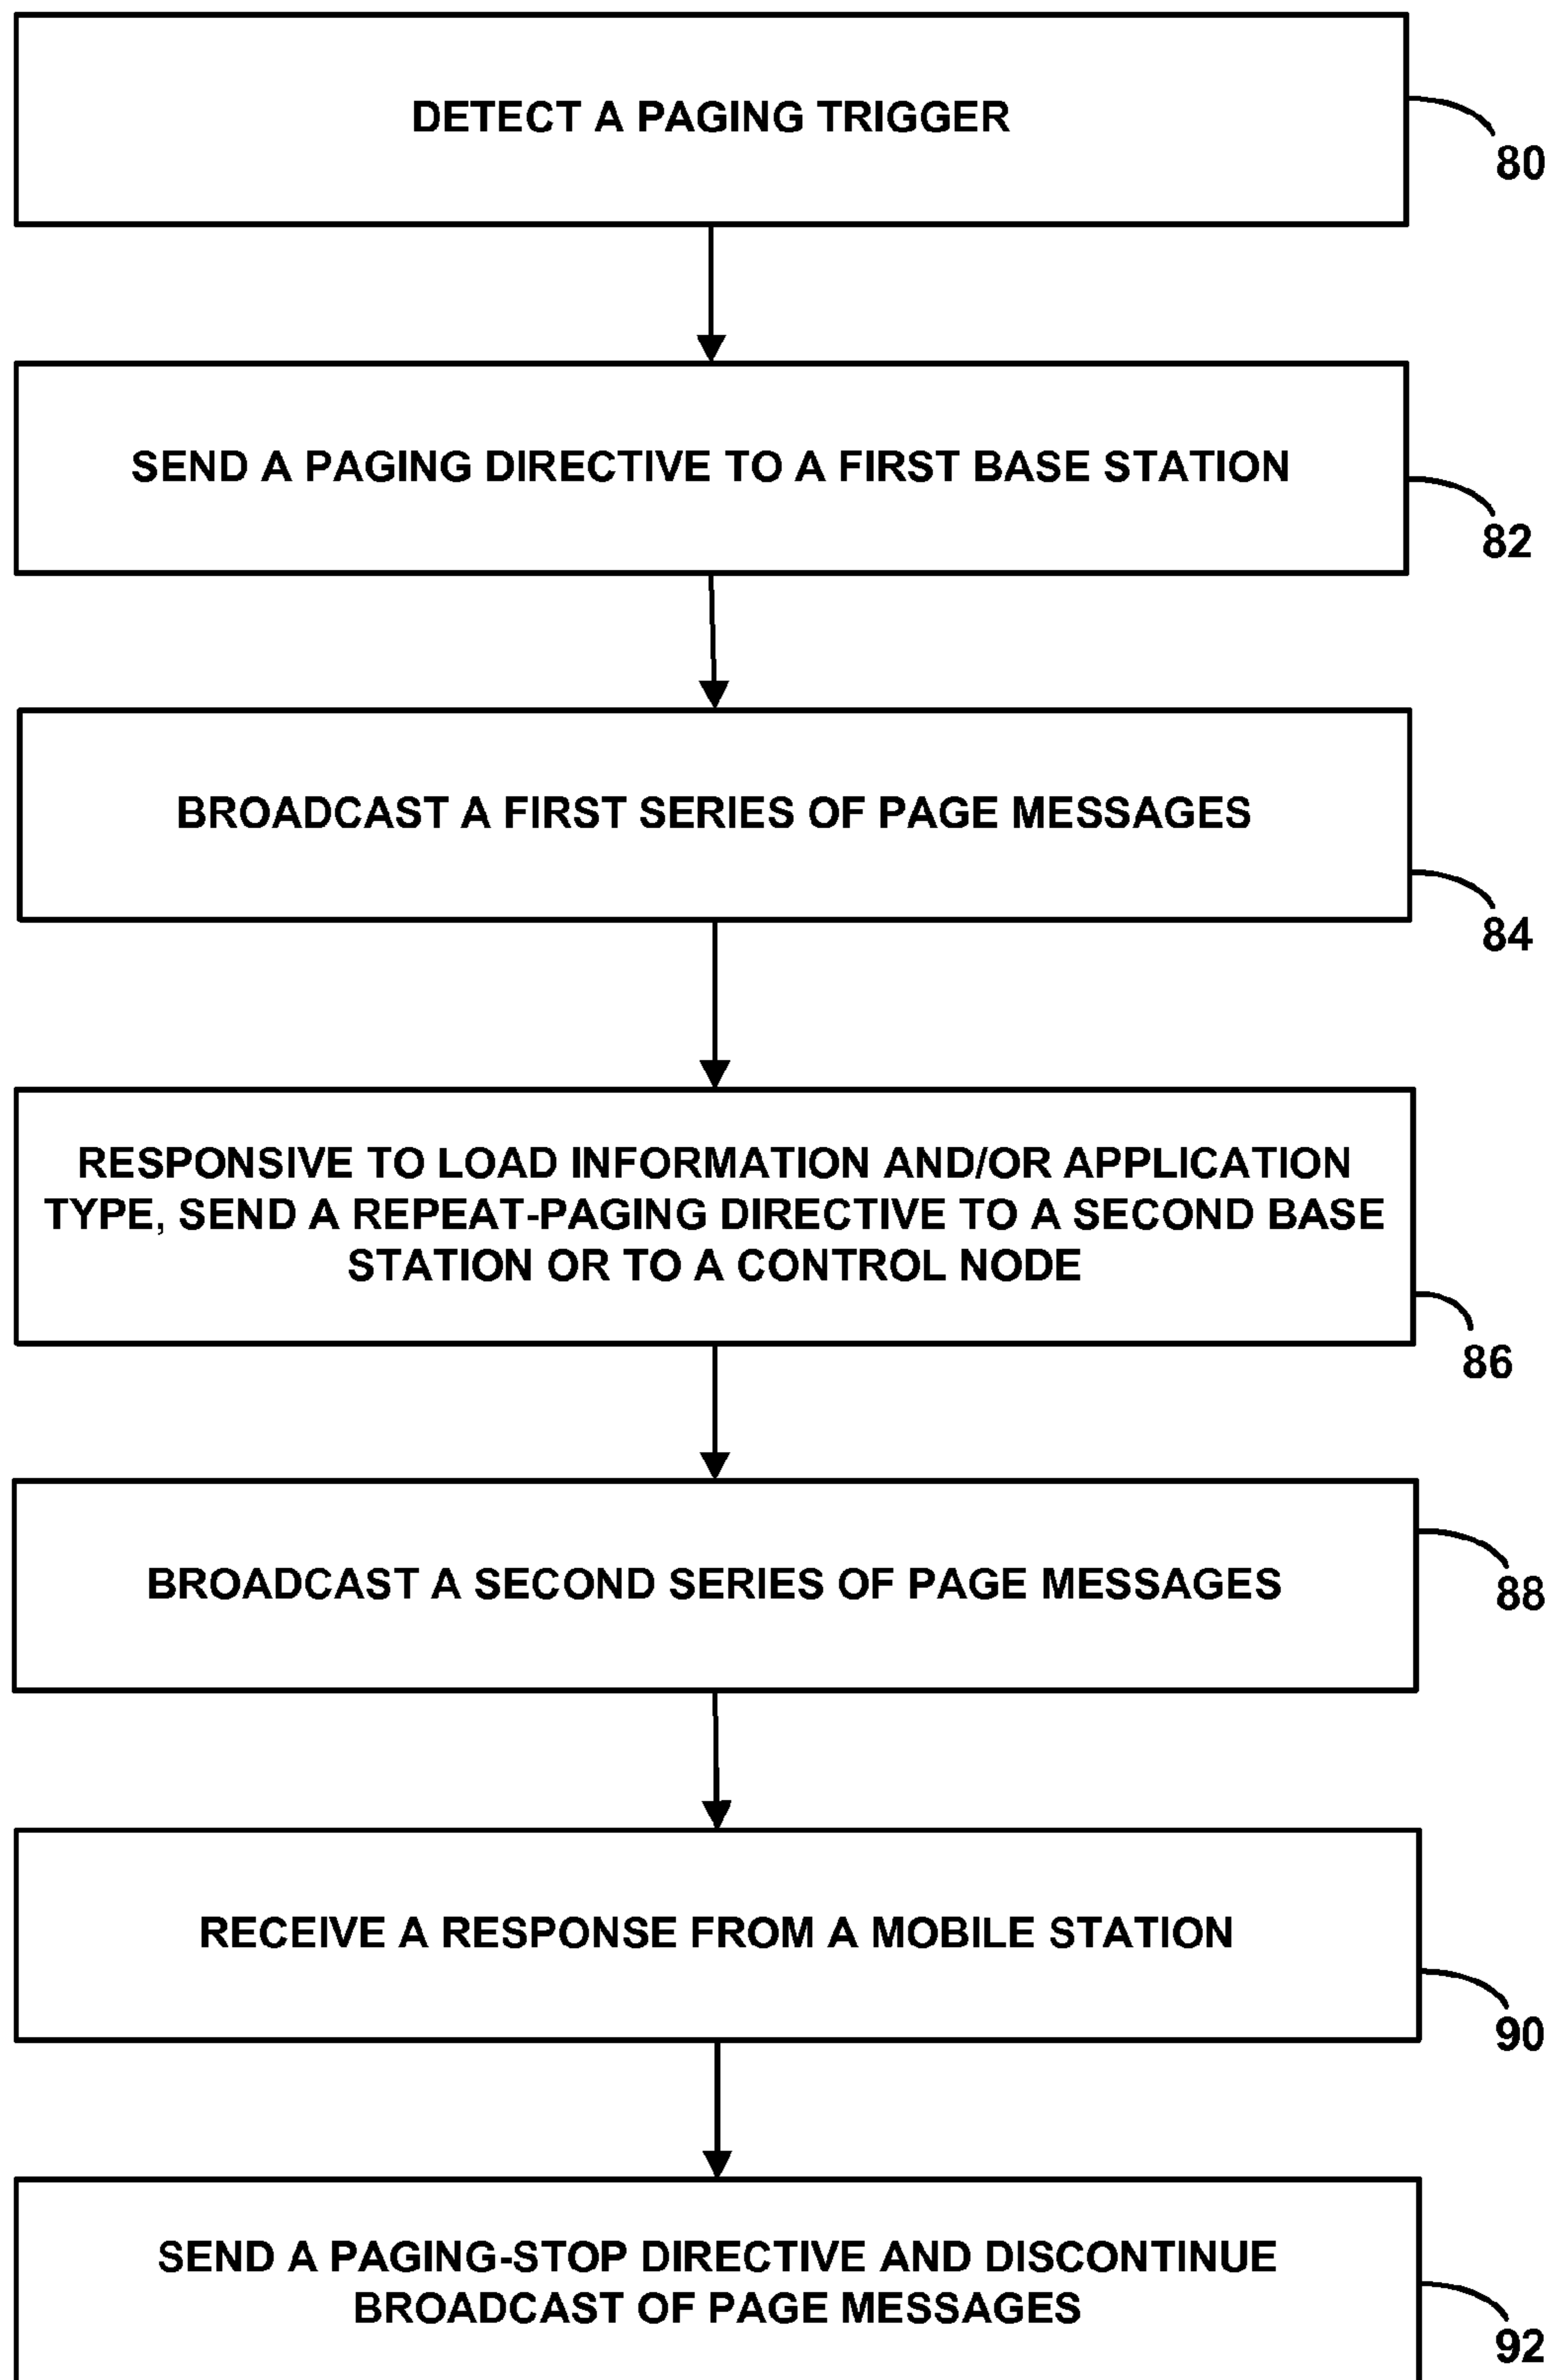 DETECT A PAGING TRIGGER
80
SEND A PAGING DIRECTIVE TO A FIRST BASE STATION
82
BROADCAST A FIRST SERIES OF PAGE MESSAGES
84
RESPONSIVE TO LOAD INFORMATION AND/OR APPLICATION
TYPE, SEND A REPEAT-PAGING DIRECTIVE TO A SECOND BASE
STATION OR TO A CONTROL NODE
86
BROADCAST A SECOND SERIES OF PAGE MESSAGES
88
RECEIVE A RESPONSE FROM A MOBILE STATION
90
SEND A PAGING-STOP DIRECTIVE AND DISCONTINUE
BROADCAST OF PAGE MESSAGES
92